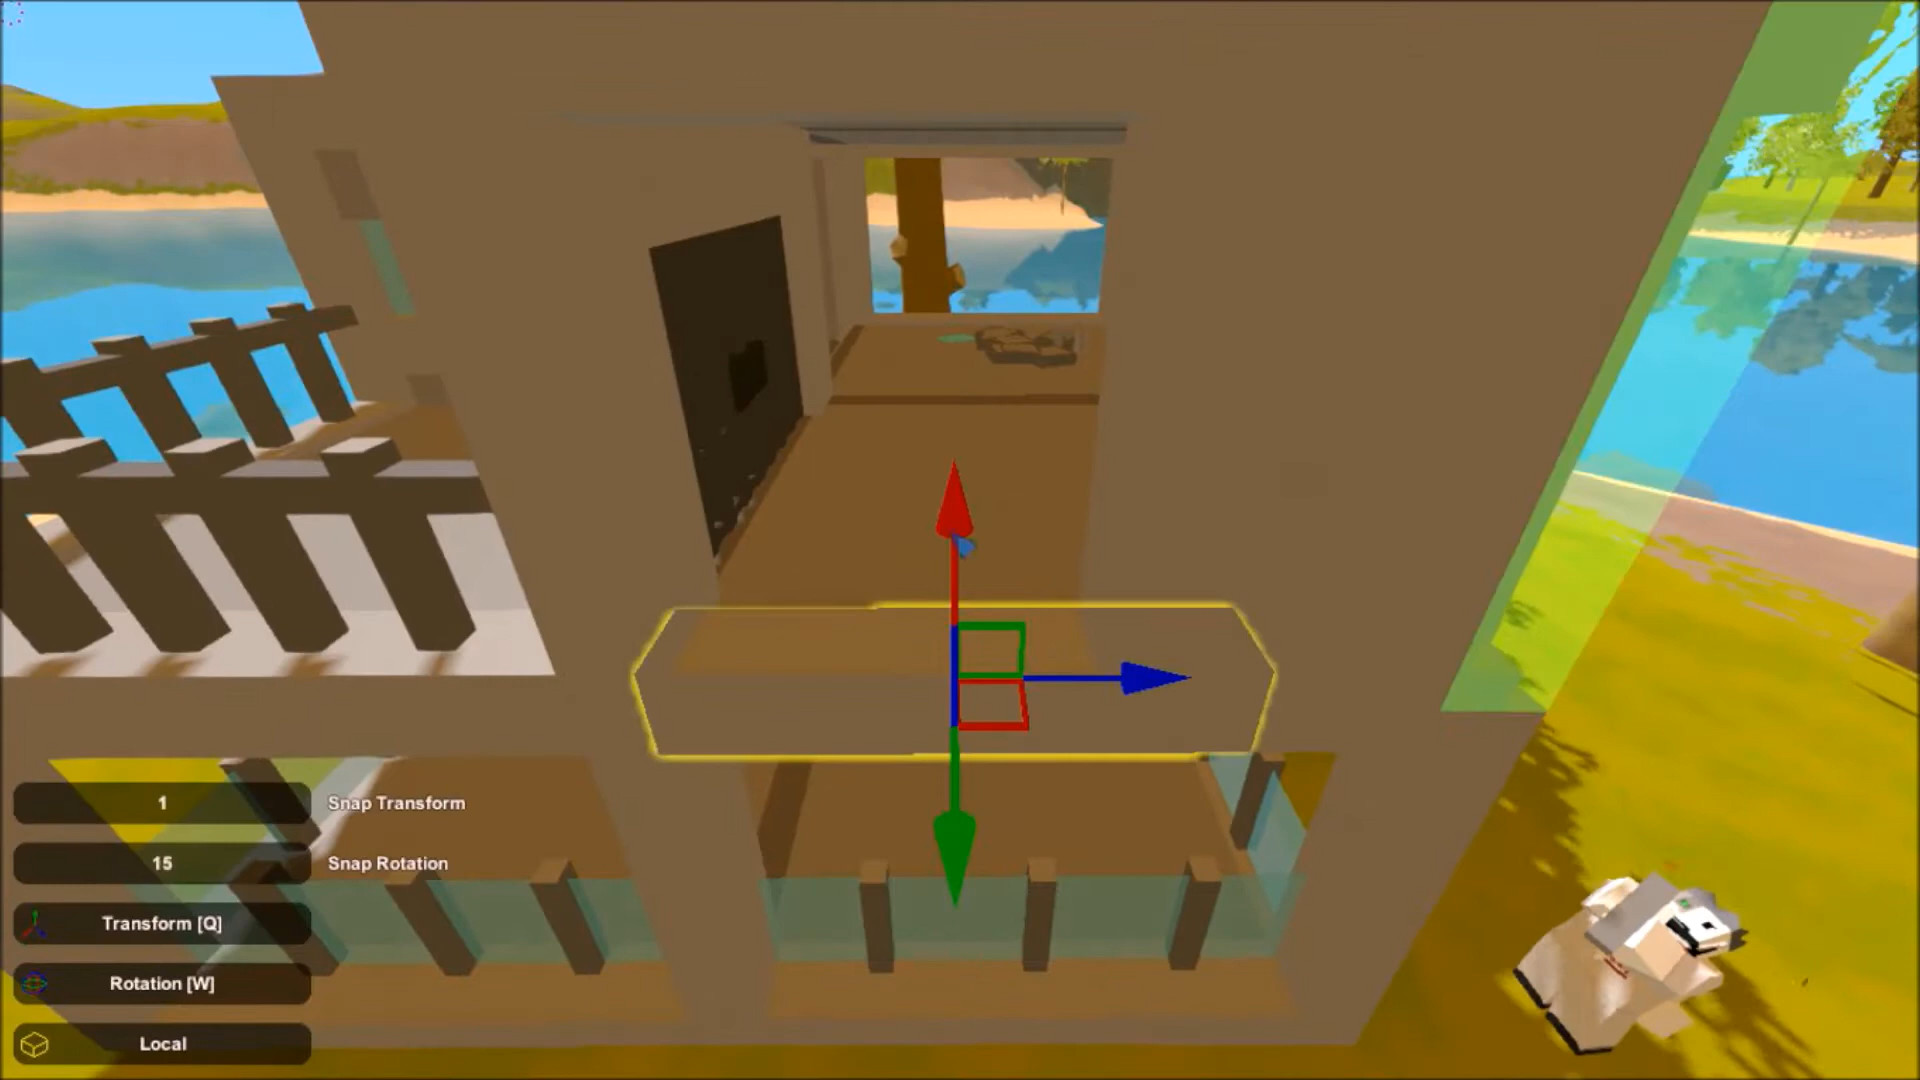 1
Snap Transform
15
Snap Rotation
Transform [Q]
Rotation [W]
Local